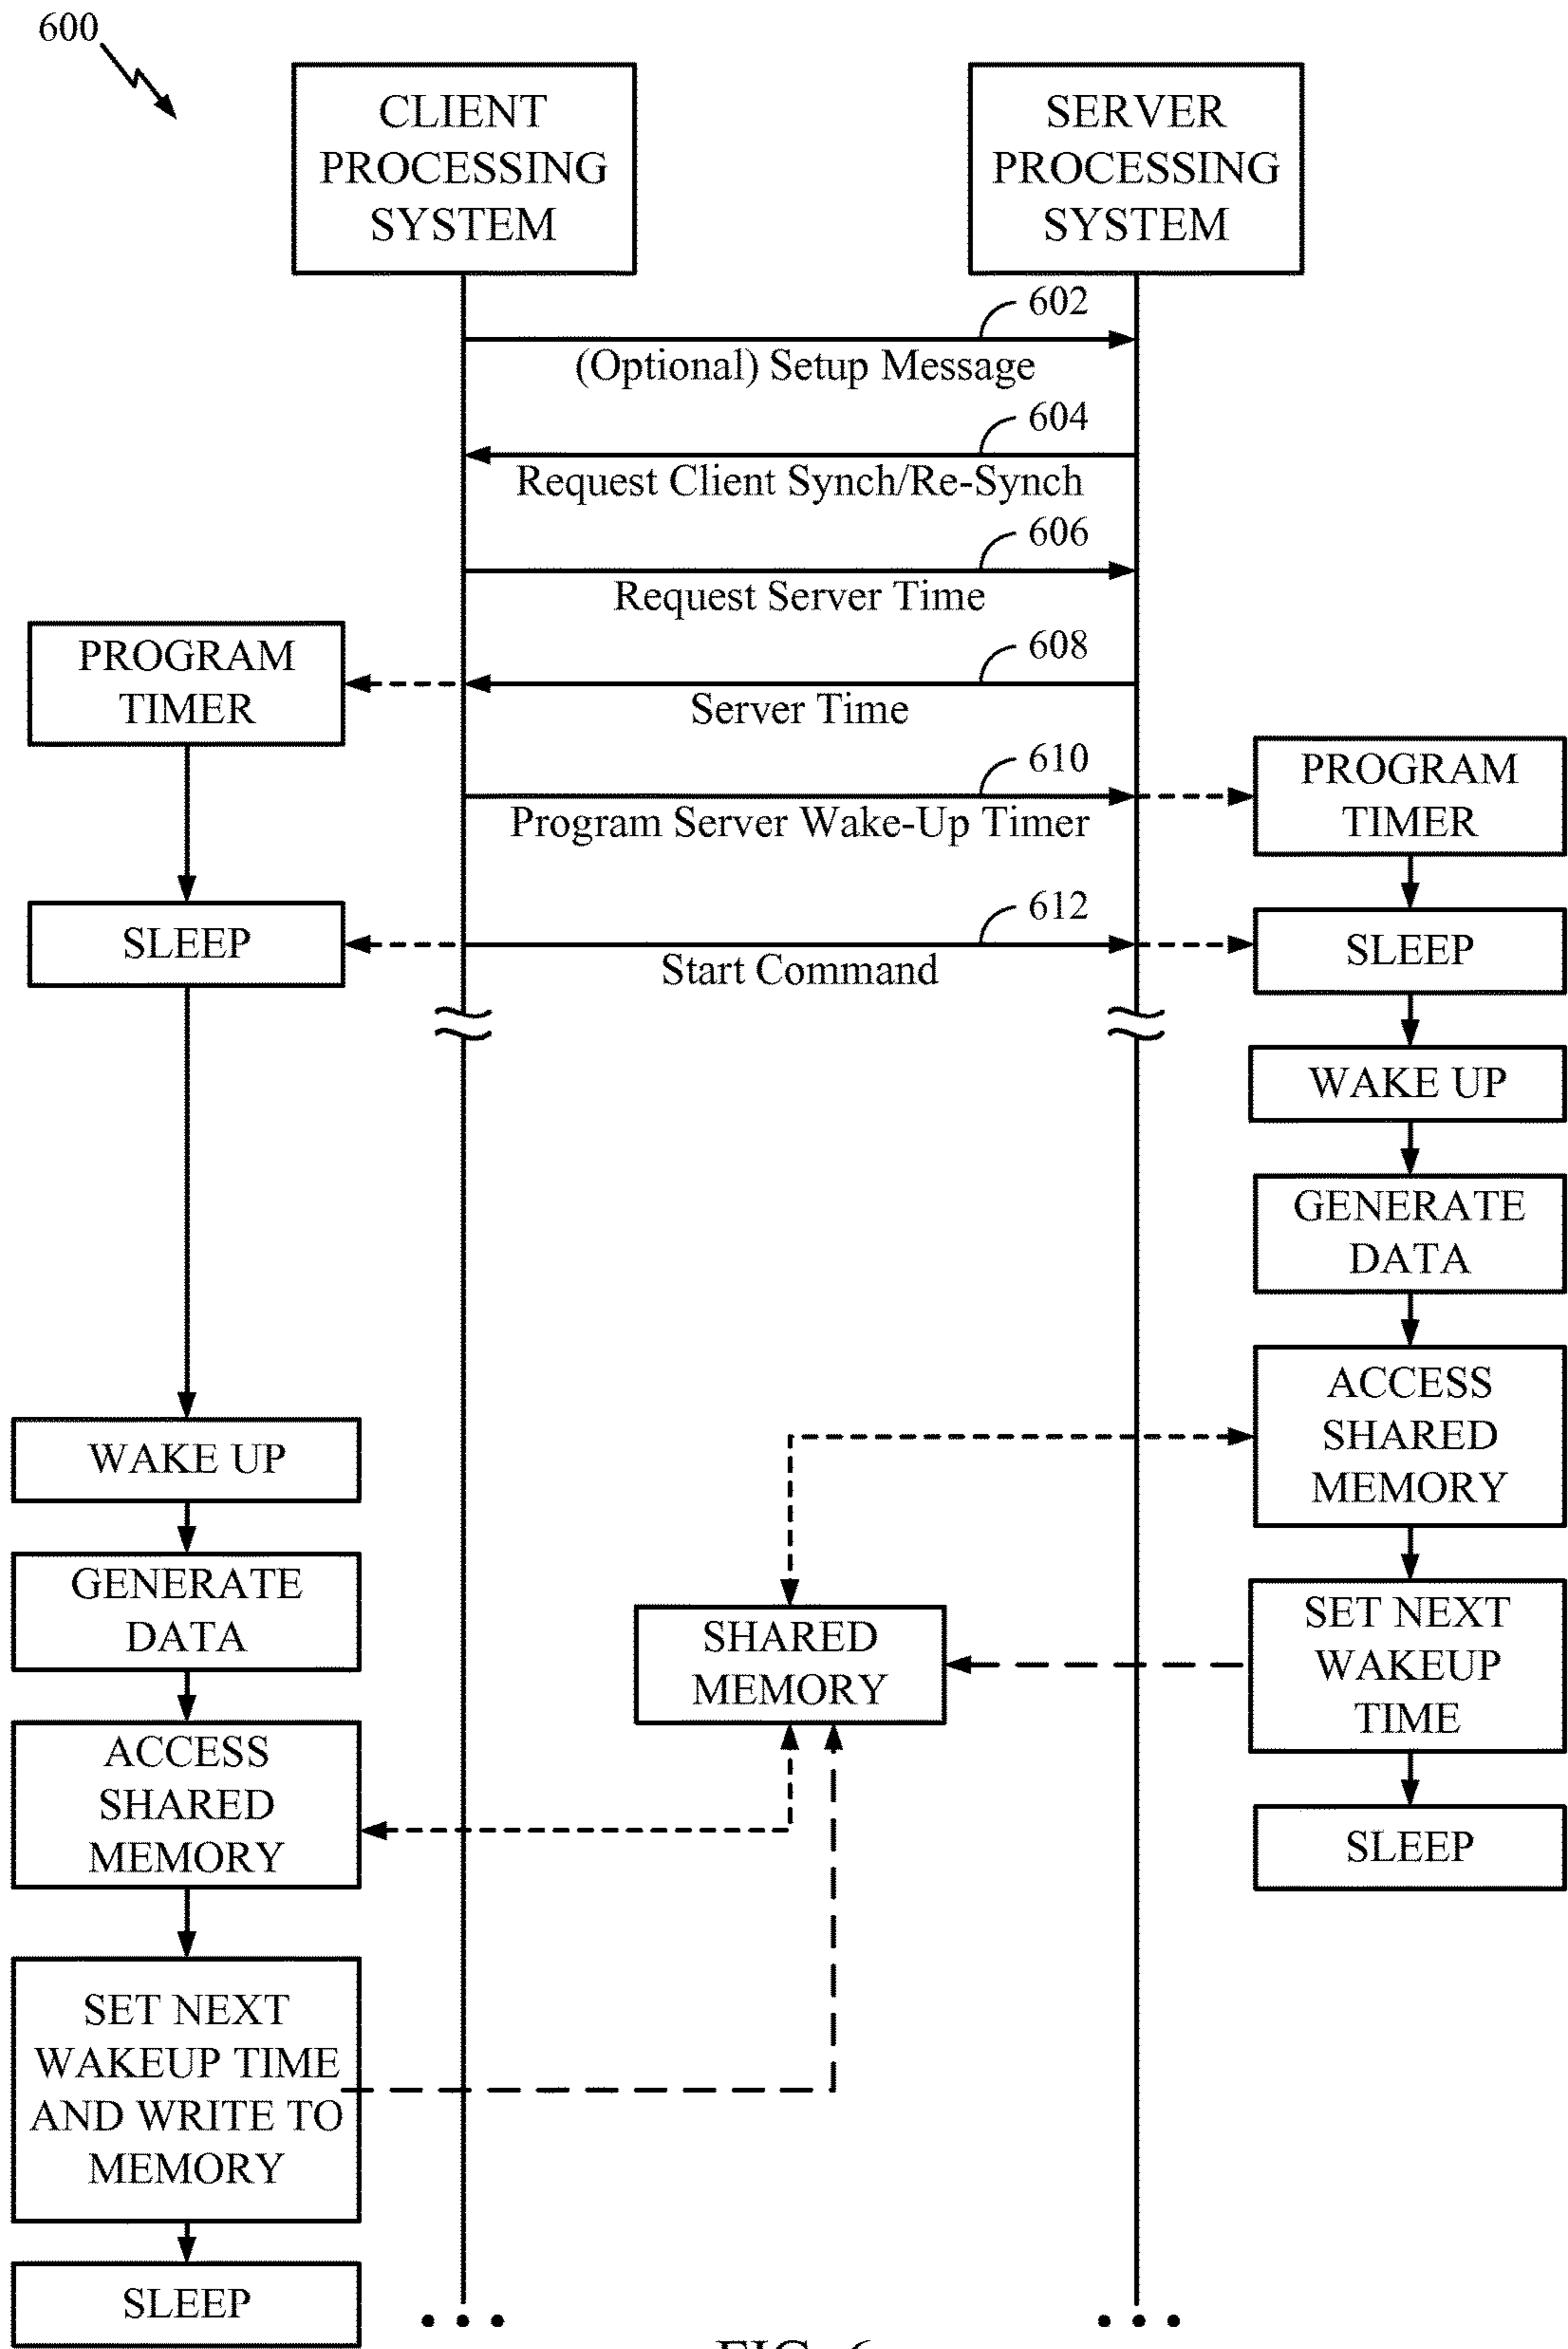 600
CLIENT
PROCESSING
SYSTEM
SERVER
PROCESSING
SYSTEM
602
(Optional) Setup Message
604
Request Client Synch/Re-Synch
606
Request Server Time
PROGRAM
TIMER
608
Server Time
610
Program Server Wake-Up Timer
PROGRAM
TIMER
SLEEP
612
Start Command
SLEEP
WAKE UP
GENERATE
DATA
ACCESS
SHARED
MEMORY
WAKE UP
GENERATE
DATA
SHARED
MEMORY
SET NEXT
WAKEUP
TIME
ACCESS
SHARED
MEMORY
SLEEP
SET NEXT
WAKEUP TIME
AND WRITE TO
MEMORY
SLEEP
FIG. 6